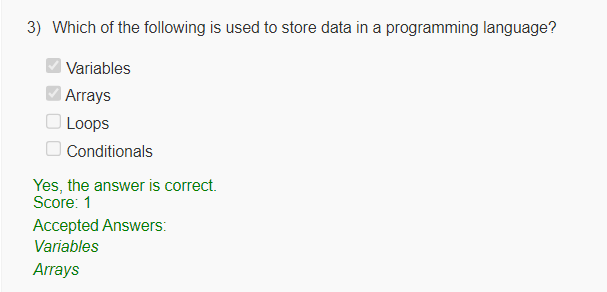 3) Which of the following is used to store data in a programming language?
Variables
Arrays
Loops
Conditionals
Yes, the answer is correct.
Score: 1
Accepted Answers:
Variables
Arrays